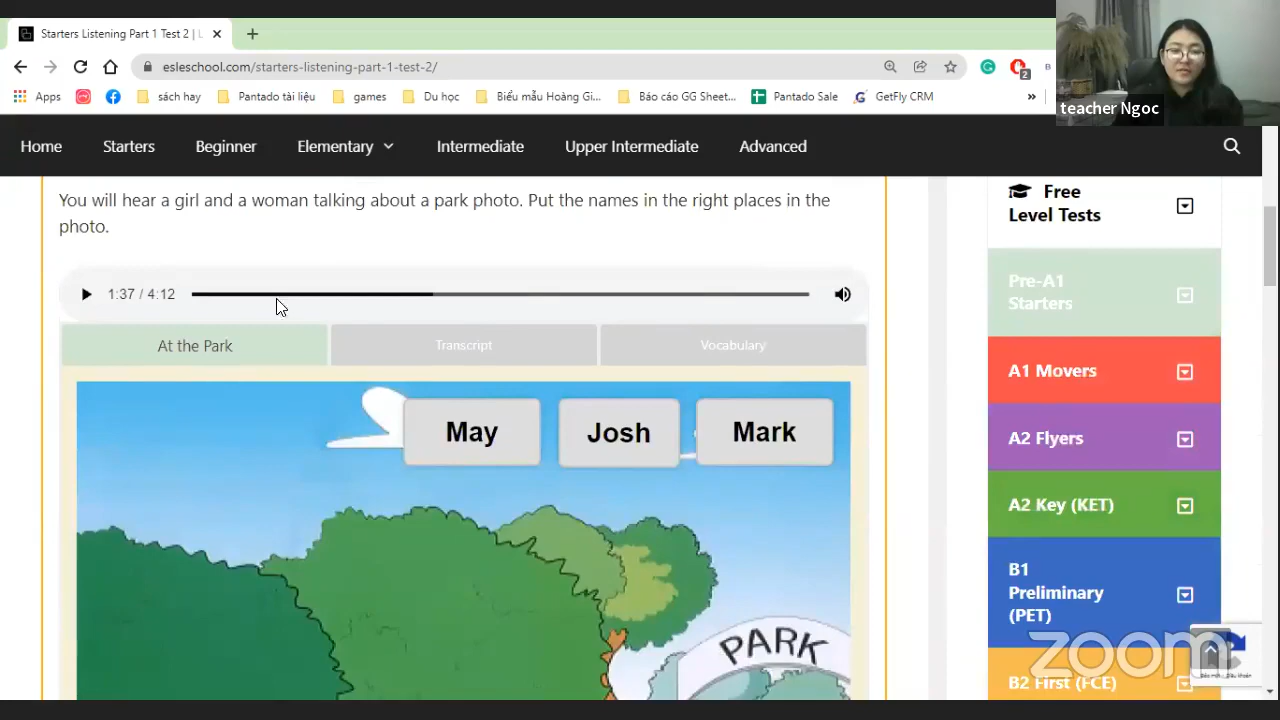 Starters Listening Part 1 Test 2 | L
esleschool.com/starters-listening-part-1-test-2/
2
teacher Ngoc
Apps
sách hay
Pantado tài liệu
games
Du học
Biểu mẫu Hoàng Gi...
Báo cáo GG Sheet...
Pantado Sale
GetFly CRM
»
Home
Starters
Beginner
Elementary
Intermediate
Upper Intermediate
Advanced
You will hear a girl and a woman talking about a park photo. Put the names in the right places in the
photo.
1:37 / 4:12
At the Park
Transcript
Vocabulary
May
Josh
Mark
PARK
Free
Level Tests
Pre-A1
Starters
A1 Movers
A2 Flyers
A2 Key (KET)
B1
Preliminary
(PET)
B2 First (FCE)
zoom